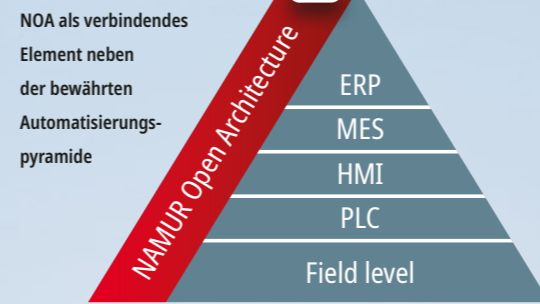 NOA als verbindendes
Element neben
der bewährten
Automatisierungs-
pyramide
NAMUR Open Architecture
ERP
MES
HMI
PLC
Field level